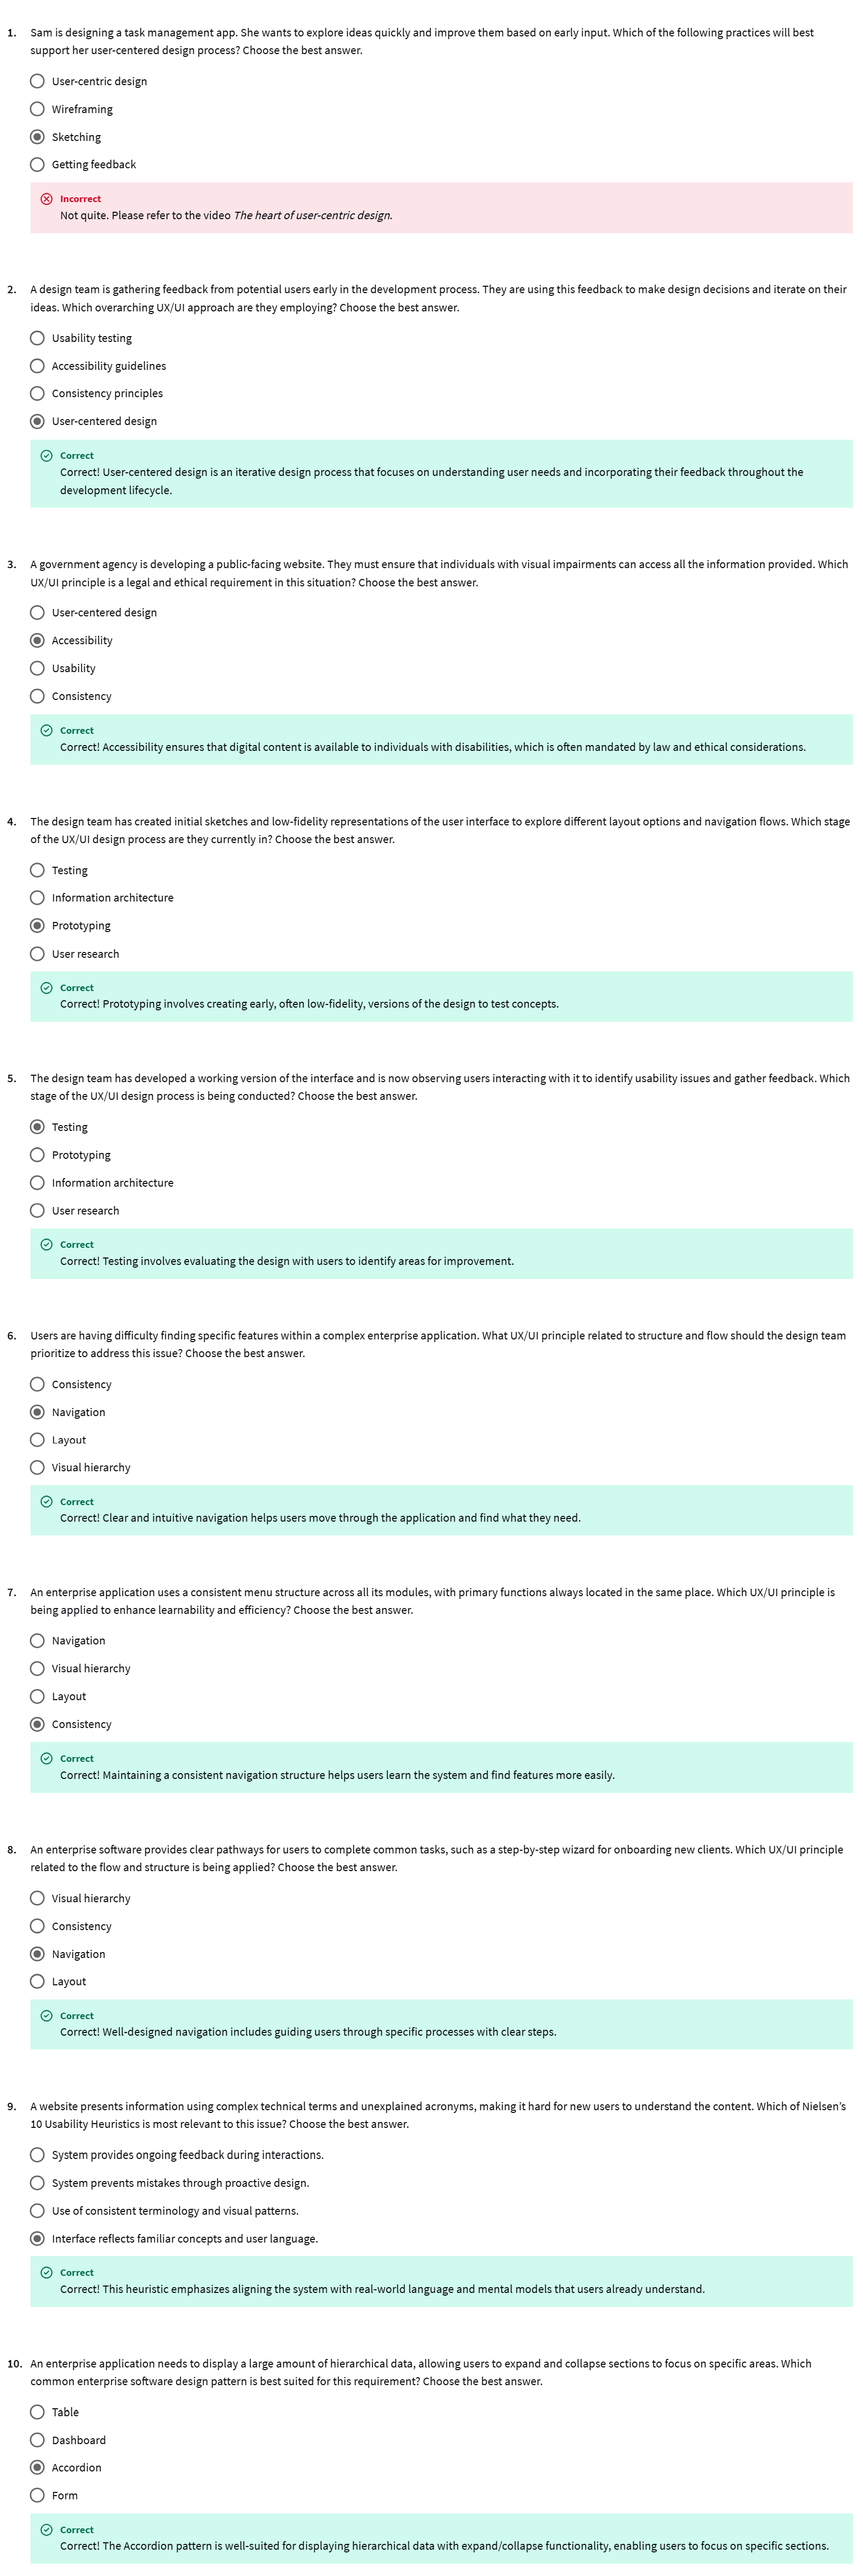 1. Sam is designing a task management app. She wants to explore ideas quickly and improve them based on early input. Which of the following practices will best
support her user-centered design process? Choose the best answer.
User-centric design
Wireframing
Sketching
Getting feedback
Incorrect
Not quite. Please refer to the video The heart of user-centric design.
2. A design team is gathering feedback from potential users early in the development process. They are using this feedback to make design decisions and iterate on their
ideas. Which overarching UX/UI approach are they employing? Choose the best answer.
Usability testing
Accessibility guidelines
Consistency principles
User-centered design
Correct
Correct! User-centered design is an iterative design process that focuses on understanding user needs and incorporating their feedback throughout the
development lifecycle.
3. A government agency is developing a public-facing website. They must ensure that individuals with visual impairments can access all the information provided. Which
UX/UI principle is a legal and ethical requirement in this situation? Choose the best answer.
User-centered design
Accessibility
Usability
Consistency
Correct
Correct! Accessibility ensures that digital content is available to individuals with disabilities, which is often mandated by law and ethical considerations.
4. The design team has created initial sketches and low-fidelity representations of the user interface to explore different layout options and navigation flows. Which stage
of the UX/UI design process are they currently in? Choose the best answer.
Testing
Information architecture
Prototyping
User research
Correct
Correct! Prototyping involves creating early, often low-fidelity, versions of the design to test concepts.
5. The design team has developed a working version of the interface and is now observing users interacting with it to identify usability issues and gather feedback. Which
stage of the UX/UI design process is being conducted? Choose the best answer.
Testing
Prototyping
Information architecture
User research
Correct
Correct! Testing involves evaluating the design with users to identify areas for improvement.
6. Users are having difficulty finding specific features within a complex enterprise application. What UX/UI principle related to structure and flow should the design team
prioritize to address this issue? Choose the best answer.
Consistency
Navigation
Layout
Visual hierarchy
Correct
Correct! Clear and intuitive navigation helps users move through the application and find what they need.
7. An enterprise application uses a consistent menu structure across all its modules, with primary functions always located in the same place. Which UX/UI principle is
being applied to enhance learnability and efficiency? Choose the best answer.
Navigation
Visual hierarchy
Layout
Consistency
Correct
Correct! Maintaining a consistent navigation structure helps users learn the system and find features more easily.
8. An enterprise software provides clear pathways for users to complete common tasks, such as a step-by-step wizard for onboarding new clients. Which UX/UI principle
related to the flow and structure is being applied? Choose the best answer.
Visual hierarchy
Consistency
Navigation
Layout
Correct
Correct! Well-designed navigation includes guiding users through specific processes with clear steps.
9. A website presents information using complex technical terms and unexplained acronyms, making it hard for new users to understand the content. Which of Nielsen’s
10 Usability Heuristics is most relevant to this issue? Choose the best answer.
System provides ongoing feedback during interactions.
System prevents mistakes through proactive design.
Use of consistent terminology and visual patterns.
Interface reflects familiar concepts and user language.
Correct
Correct! This heuristic emphasizes aligning the system with real-world language and mental models that users already understand.
10. An enterprise application needs to display a large amount of hierarchical data, allowing users to expand and collapse sections to focus on specific areas. Which
common enterprise software design pattern is best suited for this requirement? Choose the best answer.
Table
Dashboard
Accordion
Form
Correct
Correct! The Accordion pattern is well-suited for displaying hierarchical data with expand/collapse functionality, enabling users to focus on specific sections.